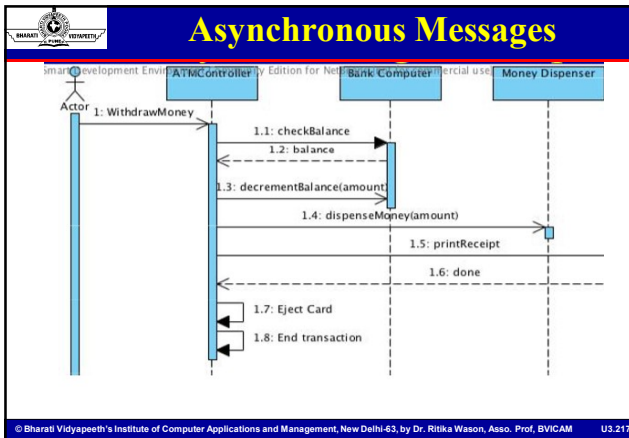 BHARATI VIDYAPEETH
PUNE
Asynchronous Messages
ATMController
Bank Computer
Money Dispenser
Actor
1: WithdrawMoney
1.1: checkBalance
1.2: balance
1.3: decrementBalance(amount)
1.4: dispenseMoney(amount)
1.5: printReceipt
1.6: done
1.7: Eject Card
1.8: End transaction
© Bharati Vidyapeeth's Institute of Computer Applications and Management, New Delhi-63, by Dr. Ritika Wason, Asso. Prof, BVICAM U3.217